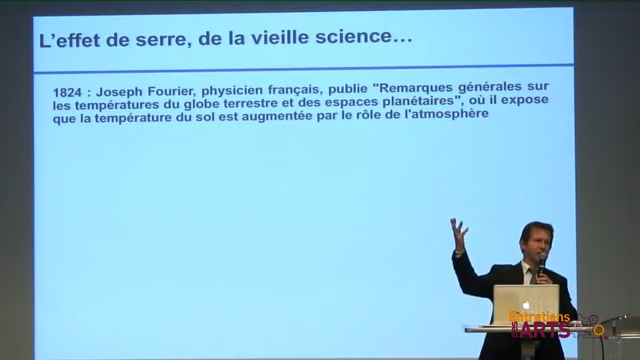 L'effet de serre, de la vieille science…
1824 : Joseph Fourier, physicien français, publie "Remarques générales sur
les températures du globe terrestre et des espaces planétaires", où il expose
que la température du sol est augmentée par le rôle de l'atmosphère
Entretiens
ARTS